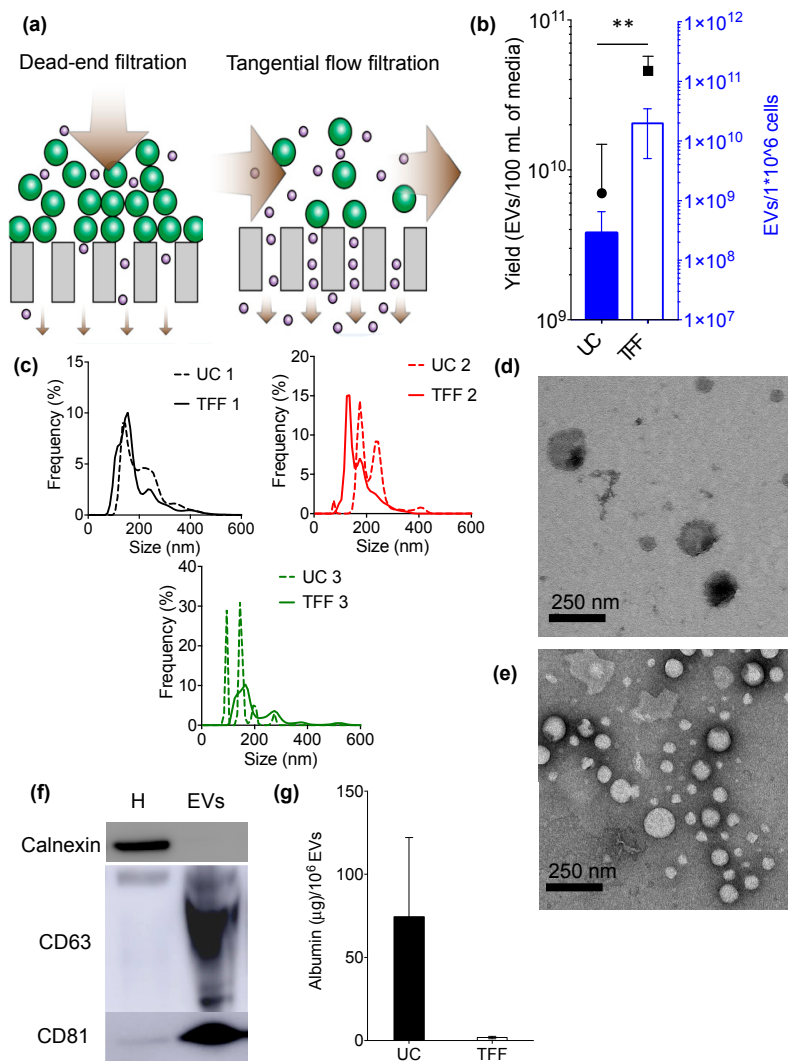 (a)
Dead-end filtration
Tangential flow filtration
(b)
Yield (EVs/100 mL of media)
10^11
10^10
10^9
**
1×10^12
1×10^11
1×10^10
1×10^9
1×10^8
1×10^7
EVs/1*10^6 cells
UC
TFF
(c)
Frequency (%)
15
10
5
0
UC 1
TFF 1
0 200 400 600
Size (nm)
Frequency (%)
20
15
10
5
0
UC 2
TFF 2
0 200 400 600
Size (nm)
Frequency (%)
40
30
20
10
0
UC 3
TFF 3
0 200 400 600
Size (nm)
(d)
250 nm
(e)
250 nm
(f)
H EVs
Calnexin
CD63
CD81
(g)
Albumin (µg)/10⁶ EVs
150
100
50
0
UC TFF